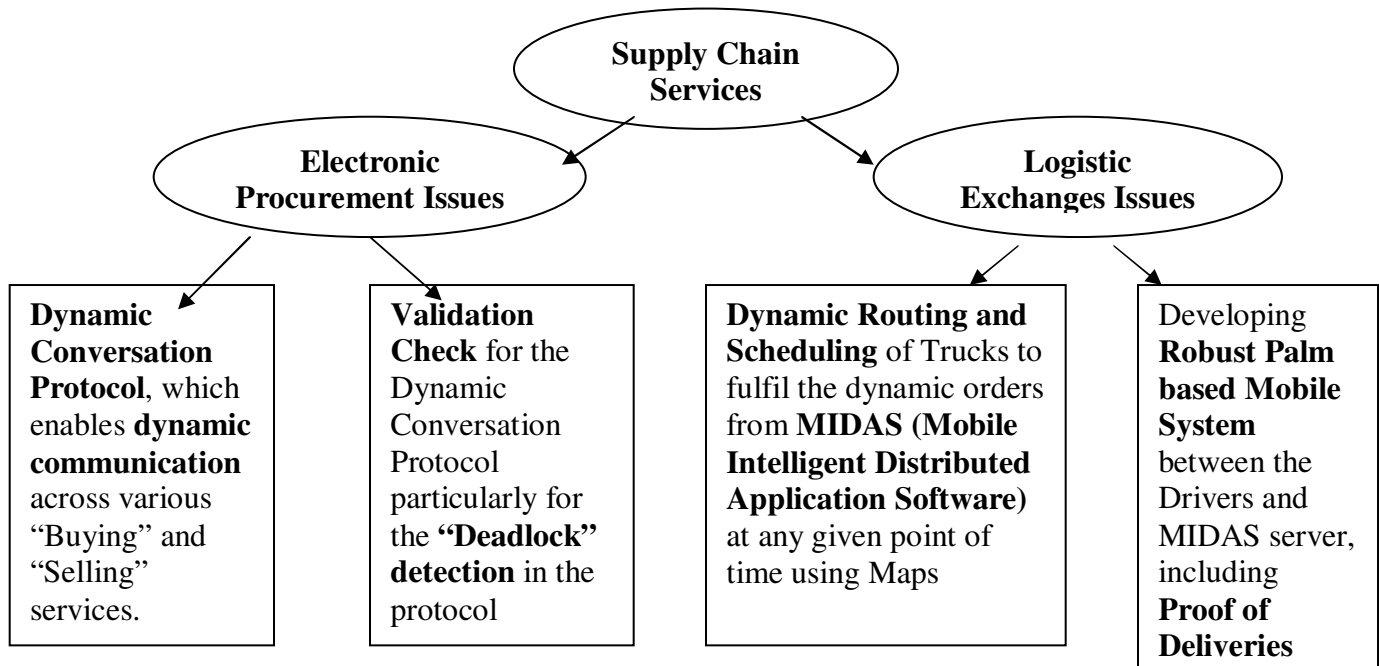 Supply Chain
Services
Electronic
Procurement Issues
Logistic
Exchanges Issues
Dynamic
Conversation
Protocol, which
enables dynamic
communication
across various
“Buying” and
“Selling”
services.
Validation
Check for the
Dynamic
Conversation
Protocol
particularly for
the “Deadlock”
detection in the
protocol
Dynamic Routing and
Scheduling of Trucks to
fulfil the dynamic orders
from MIDAS (Mobile
Intelligent Distributed
Application Software)
at any given point of
time using Maps
Developing
Robust Palm
based Mobile
System
between the
Drivers and
MIDAS server,
including
Proof of
Deliveries